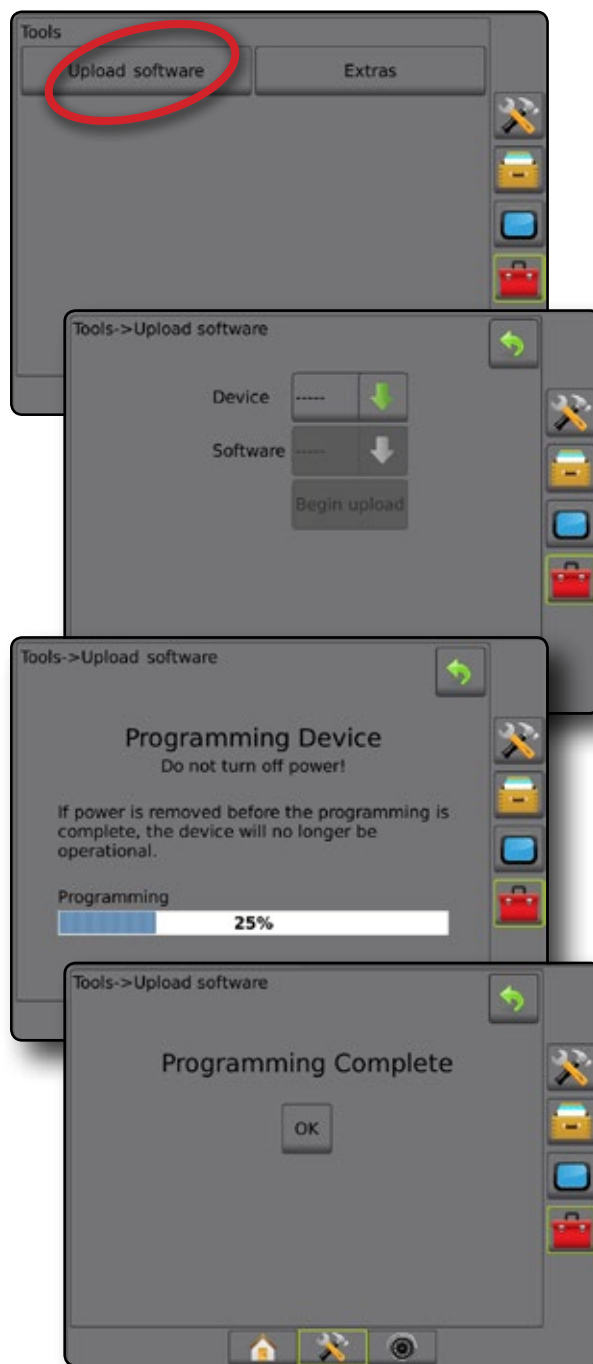 Tools
Upload software
Extras
Tools->Upload software
Device -----
Software -----
Begin upload
Tools->Upload software
Programming Device
Do not turn off power!
If power is removed before the programming is
complete, the device will no longer be
operational.
Programming
25%
Tools->Upload software
Programming Complete
OK